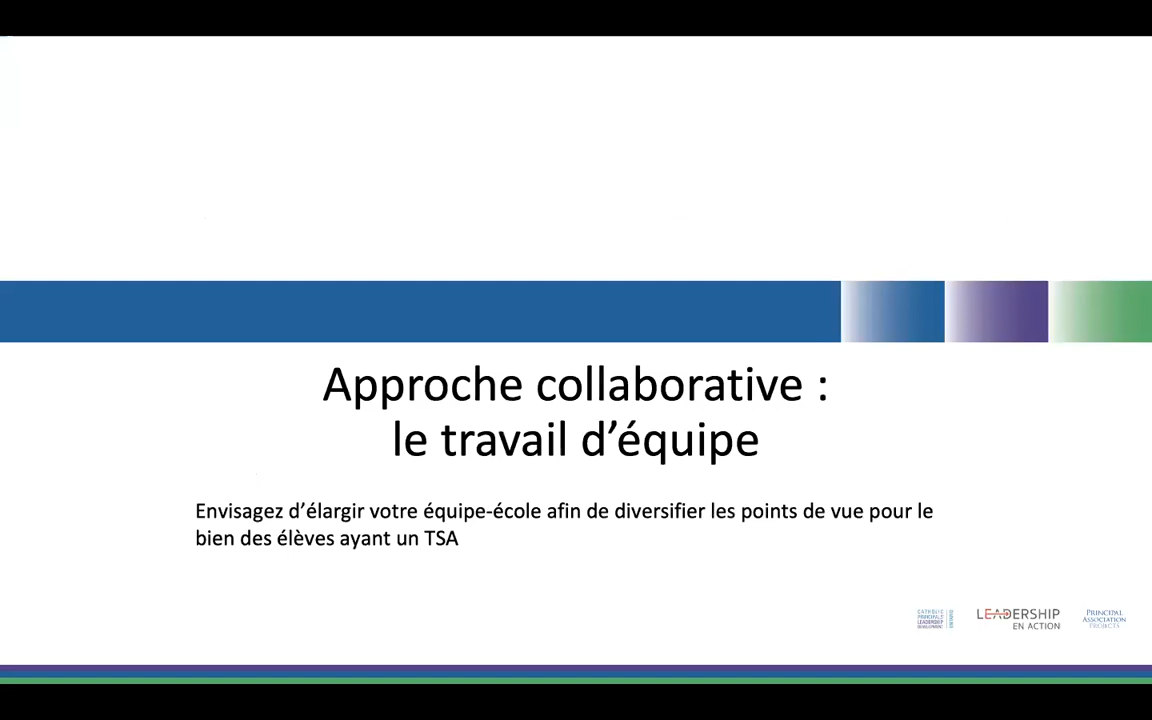 Approche collaborative :
le travail d’équipe
Envisagez d’élargir votre équipe-école afin de diversifier les points de vue pour le
bien des élèves ayant un TSA
CATHOLIC
PRINCIPALS
LEADERSHIP
DEVELOPMENT
ONTARIO
LEADERSHIP
EN ACTION
PRINCIPAL
ASSOCIATION
PROJECTS